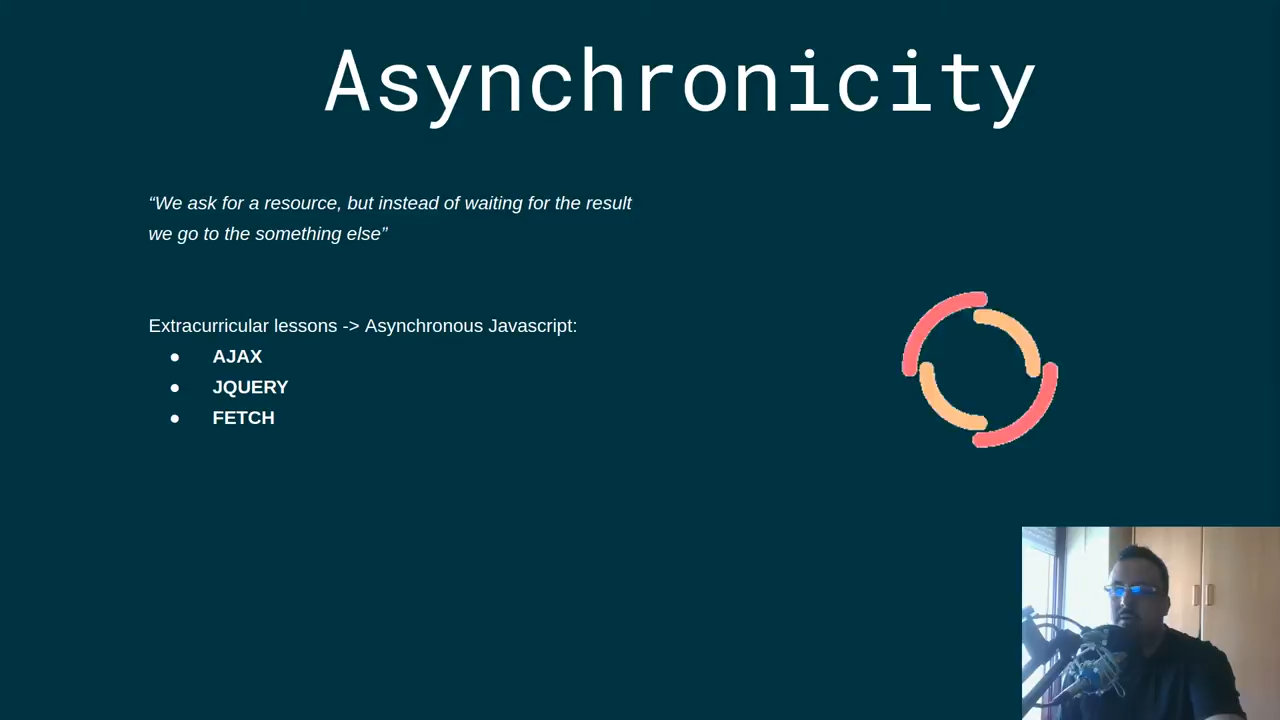 Asynchronicity
“We ask for a resource, but instead of waiting for the result
we go to the something else”
Extracurricular lessons -> Asynchronous Javascript:
● AJAX
● JQUERY
● FETCH